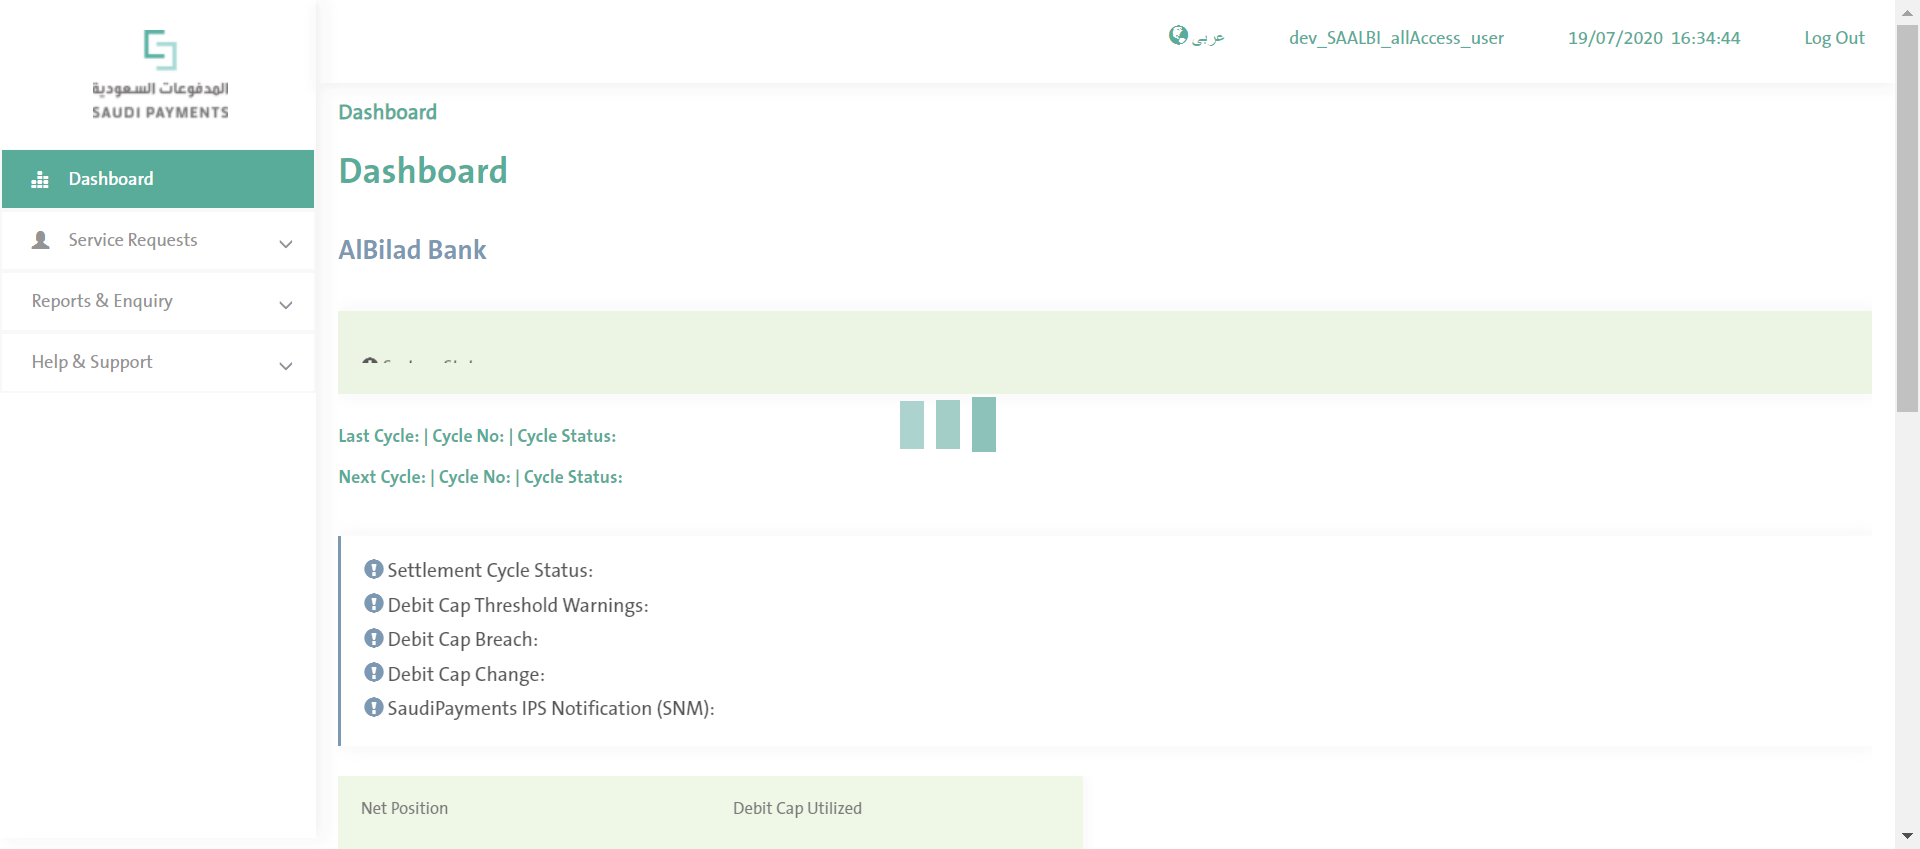 المدفوعات السعودية
SAUDI PAYMENTS
عربى
dev_SAALBI_allAccess_user
19/07/2020 16:34:44
Log Out
Dashboard
Service Requests
Reports & Enquiry
Help & Support
Dashboard
Dashboard
AlBilad Bank
Last Cycle: | Cycle No: | Cycle Status:
Next Cycle: | Cycle No: | Cycle Status:
Settlement Cycle Status:
Debit Cap Threshold Warnings:
Debit Cap Breach:
Debit Cap Change:
SaudiPayments IPS Notification (SNM):
Net Position
Debit Cap Utilized